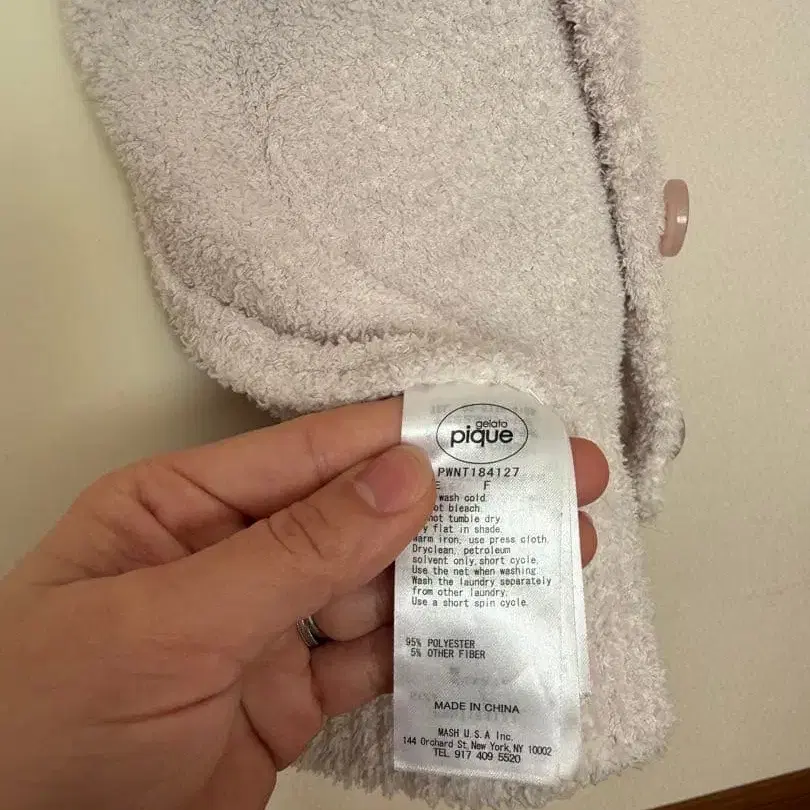 gelato
pique
PWNT184127
E F
wash cold.
ot bleach.
not tumble dry.
y flat in shade.
arm iron, use press cloth.
Dryclean, petroleum
solvent only,short cycle.
Use the net when washing.
Wash the laundry separately
from other laundry.
Use a short spin cycle.
95% POLYESTER
5% OTHER FIBER
MADE IN CHINA
MASH U.S.A Inc.
144 Orchard St,New York,NY 10002
TEL 917 409 5520